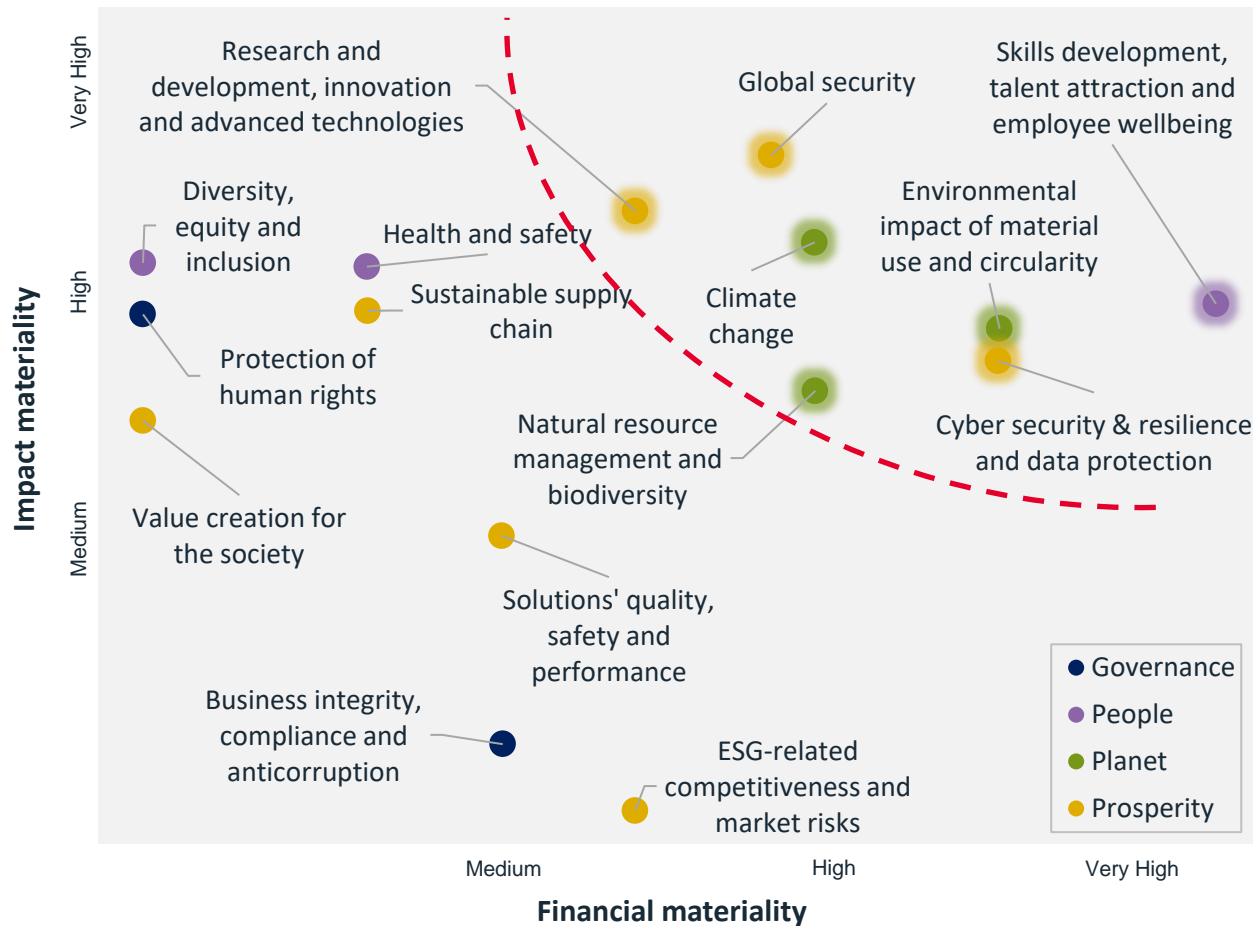 Very High
High
Medium
Impact materiality
Research and
development, innovation
and advanced technologies
Global security
Skills development,
talent attraction and
employee wellbeing
Diversity,
equity and
inclusion
Health and safety
Environmental
impact of material
use and circularity
Sustainable supply
chain
Climate
change
Protection of
human rights
Natural resource
management and
biodiversity
Cyber security & resilience
and data protection
Value creation for
the society
Solutions' quality,
safety and
performance
Business integrity,
compliance and
anticorruption
ESG-related
competitiveness and
market risks
Governance
People
Planet
Prosperity
Medium
High
Very High
Financial materiality